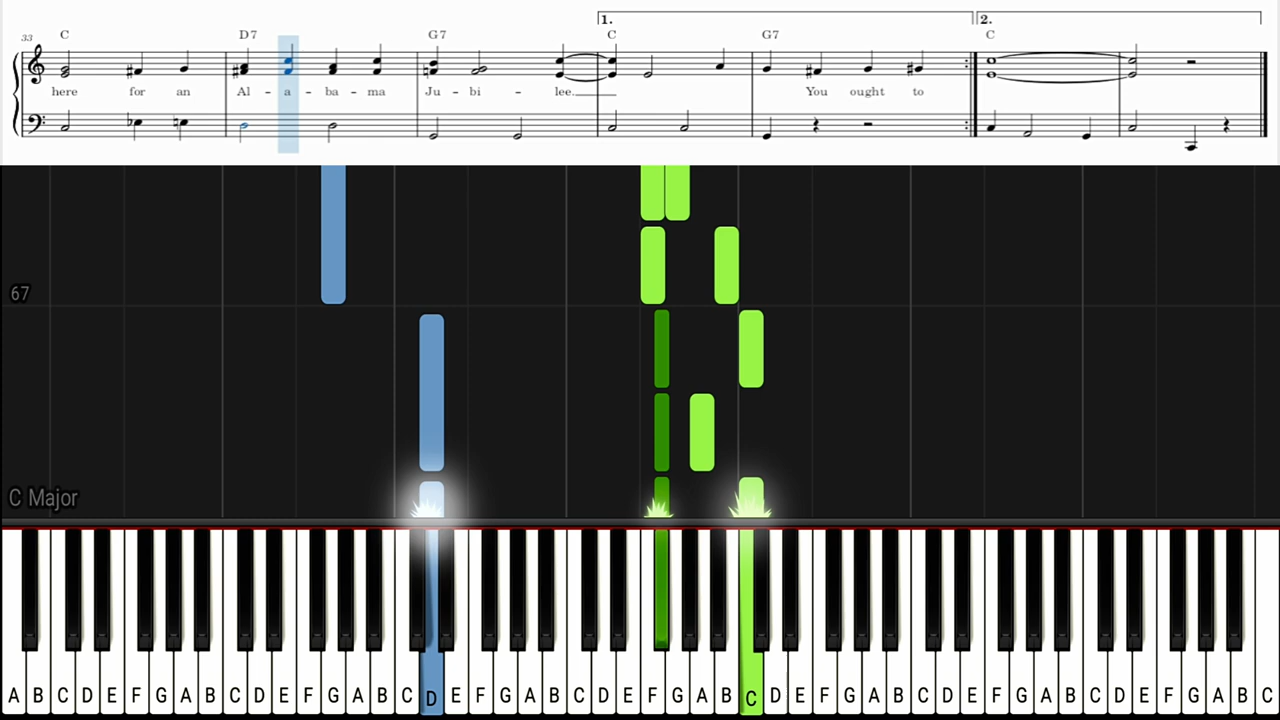 1. 2.
33 C D7 G7 C G7 C
here for an Al - a - ba - ma Ju - bi - lee. You ought to
67
C Major
A B C D E F G A B C D E F G A B C D E F G A B C D E F G A B C D E F G A B C D E F G A B C D E F G A B C